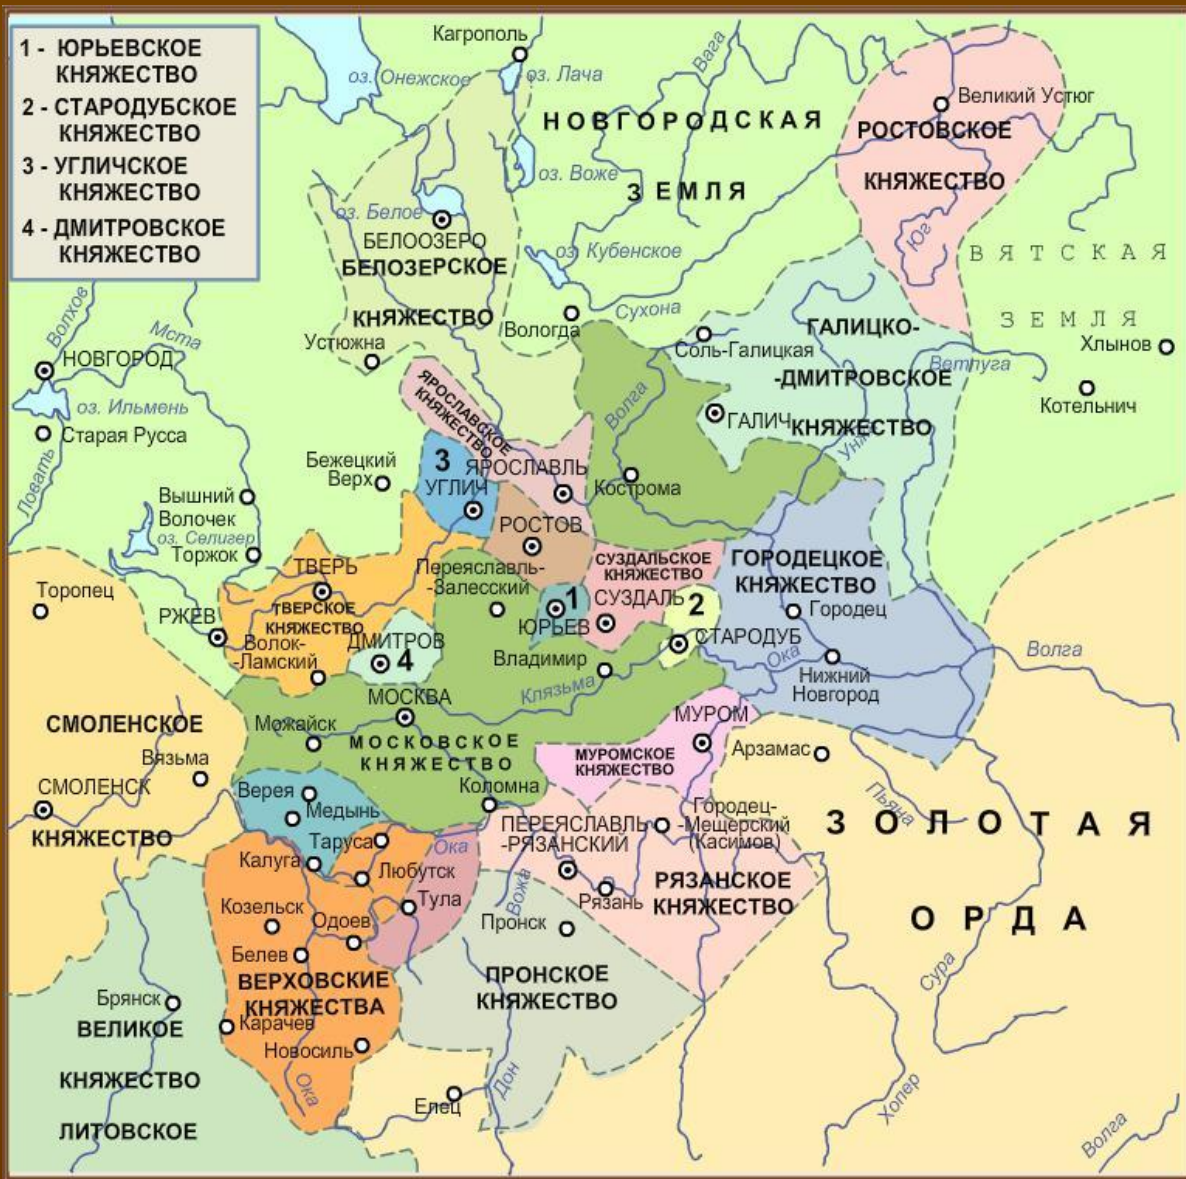 1 - ЮРЬЕВСКОЕ
КНЯЖЕСТВО
2 - СТАРОДУБСКОЕ
КНЯЖЕСТВО
3 - УГЛИЧСКОЕ
КНЯЖЕСТВО
4 - ДМИТРОВСКОЕ
КНЯЖЕСТВО
Кагрополь
оз. Онежское
оз. Лача
Вага
Великий Устюг
НОВГОРОДСКАЯ
ЗЕМЛЯ
РОСТОВСКОЕ
КНЯЖЕСТВО
оз. Воже
оз. Белое
БЕЛООЗЕРО
БЕЛОЗЕРСКОЕ
КНЯЖЕСТВО
оз. Кубенское
Юг
ВЯТСКАЯ
ЗЕМЛЯ
Волхов
Мста
Вологда
Сухона
Устюжна
Соль-Галицкая
ГАЛИЦКО-
-ДМИТРОВСКОЕ
КНЯЖЕСТВО
Ветлуга
Хлынов
Котельнич
НОВГОРОД
оз. Ильмень
Старая Русса
Ловать
ЯРОСЛАВСКОЕ
КНЯЖЕСТВО
Волга
ГАЛИЧ
Унжа
Бежецкий
Верх
3
УГЛИЧ
ЯРОСЛАВЛЬ
Кострома
Вышний
Волочек
оз. Селигер
Торжок
РОСТОВ
Торопец
ТВЕРЬ
ТВЕРСКОЕ
КНЯЖЕСТВО
Переяславль-
-Залесский
СУЗДАЛЬСКОЕ
КНЯЖЕСТВО
ГОРОДЕЦКОЕ
КНЯЖЕСТВО
РЖЕВ
Волок-
-Ламский
ДМИТРОВ
4
1
ЮРЬЕВ
СУЗДАЛЬ
2
СТАРОДУБ
Городец
Владимир
Клязьма
Ока
Нижний
Новгород
Волга
СМОЛЕНСКОЕ
КНЯЖЕСТВО
Вязьма
СМОЛЕНСК
Можайск
МОСКВА
МОСКОВСКОЕ
КНЯЖЕСТВО
МУРОМ
МУРОМСКОЕ
КНЯЖЕСТВО
Арзамас
Пьяна
Верея
Медынь
Коломна
Таруса
Ока
Калуга
Любутск
Тула
ПЕРЕЯСЛАВЛЬ
-РЯЗАНСКИЙ
Городец-
-Мещерский
(Касимов)
Вожа
Рязань
РЯЗАНСКОЕ
КНЯЖЕСТВО
ЗОЛОТАЯ
ОРДА
Козельск
Одоев
Белев
ВЕРХОВСКИЕ
КНЯЖЕСТВА
Пронск
ПРОНСКОЕ
КНЯЖЕСТВО
Сура
Брянск
ВЕЛИКОЕ
КНЯЖЕСТВО
ЛИТОВСКОЕ
Карачев
Новосиль
Ока
Елец
Дон
Хопер
Волга